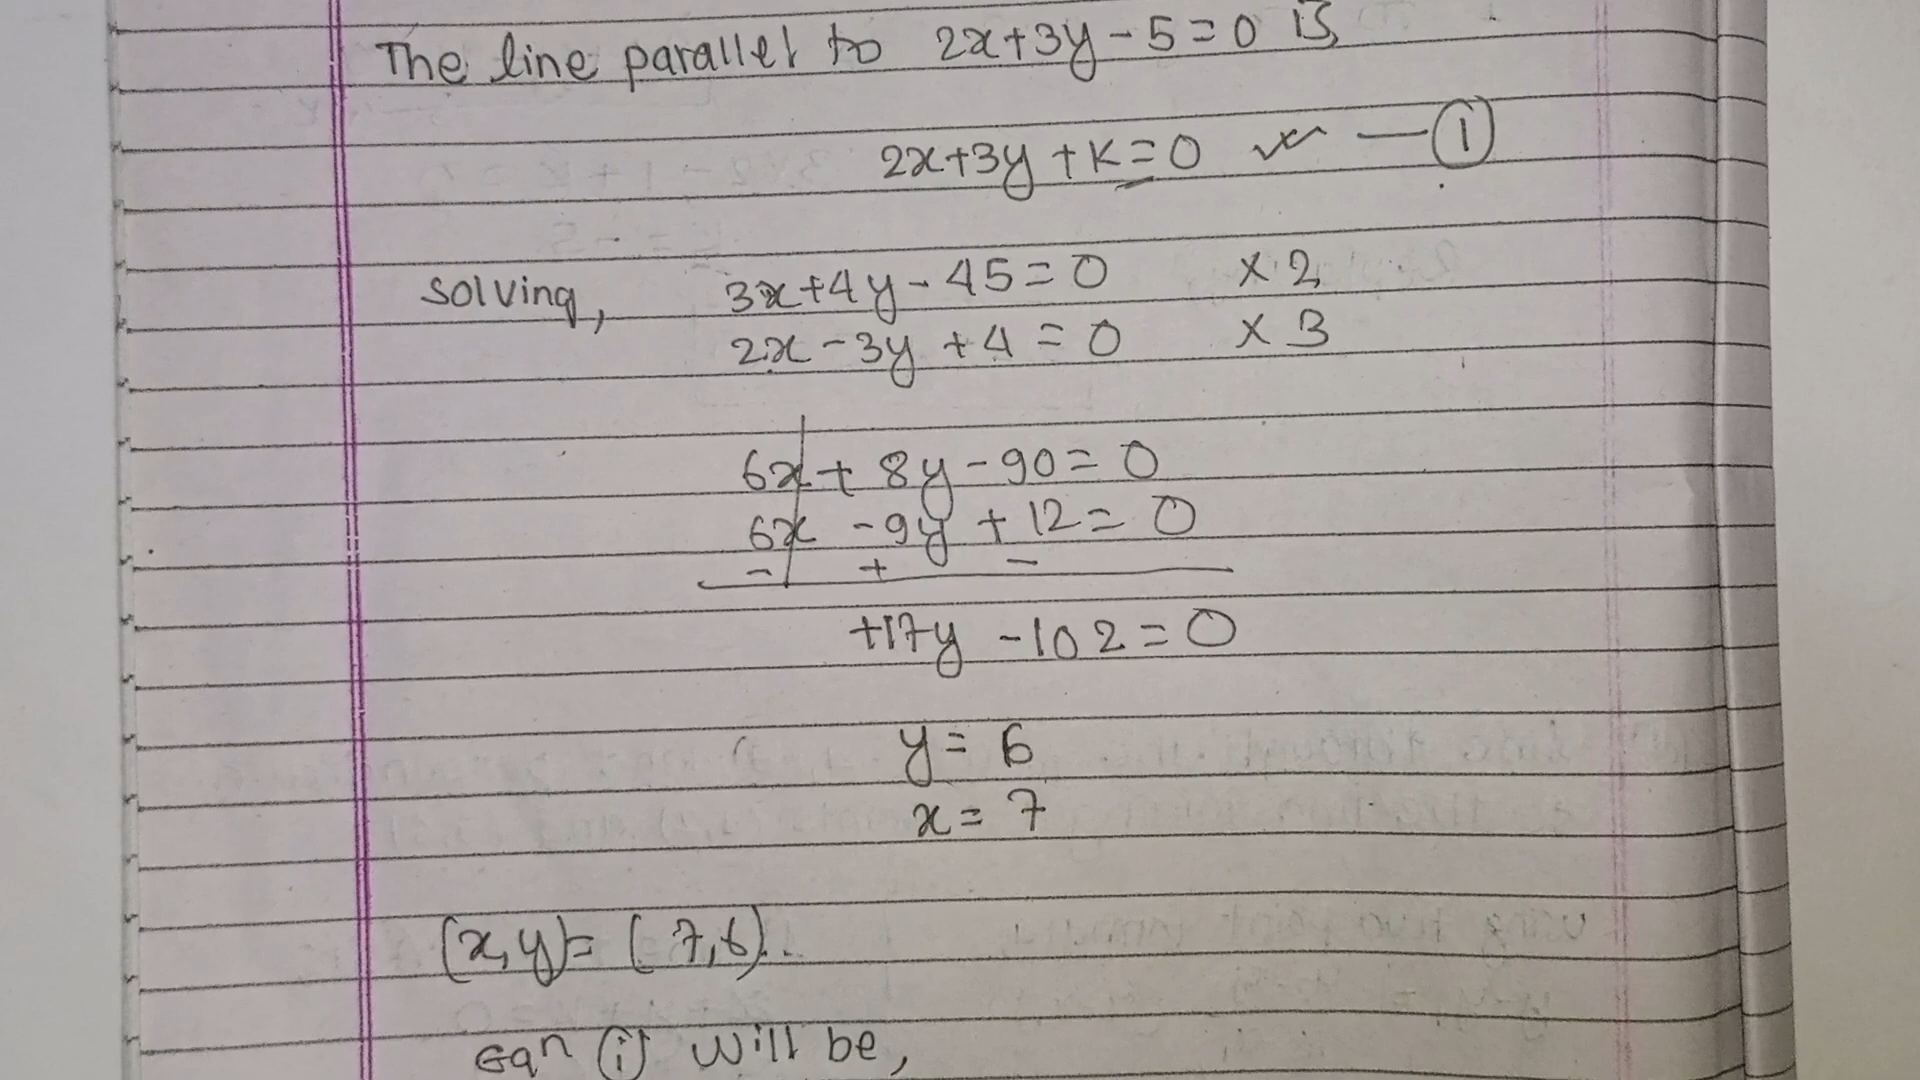 The line parallel to 2x+3y-5=0 is,
2x+3y+k=0 — ①
solving, 3x+4y-45=0 × 2
2x-3y+4=0 × 3
6x+8y-90=0
6x-9y+12=0
- + -
+17y-102=0
y=6
x=7
(x,y)=(7,6).
eqn (i) will be,